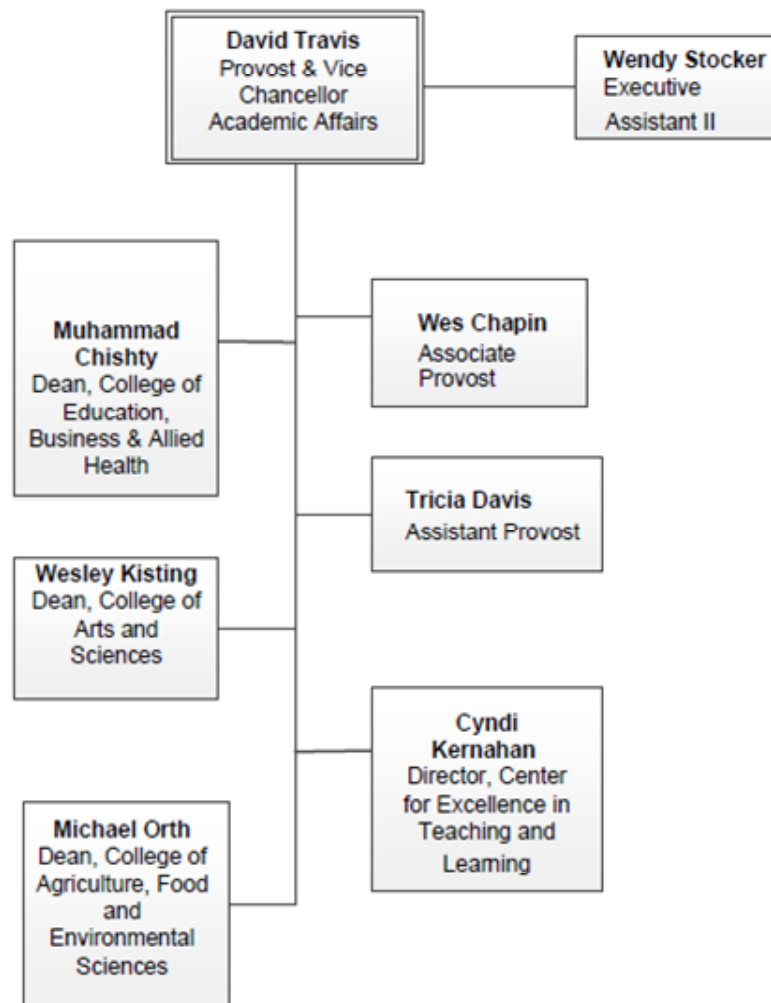 David Travis
Provost & Vice
Chancellor
Academic Affairs
Wendy Stocker
Executive
Assistant II
Muhammad
Chishty
Dean, College of
Education,
Business & Allied
Health
Wes Chapin
Associate
Provost
Tricia Davis
Assistant Provost
Wesley Kisting
Dean, College of
Arts and
Sciences
Cyndi
Kernahan
Director, Center
for Excellence in
Teaching and
Learning
Michael Orth
Dean, College of
Agriculture, Food
and
Environmental
Sciences